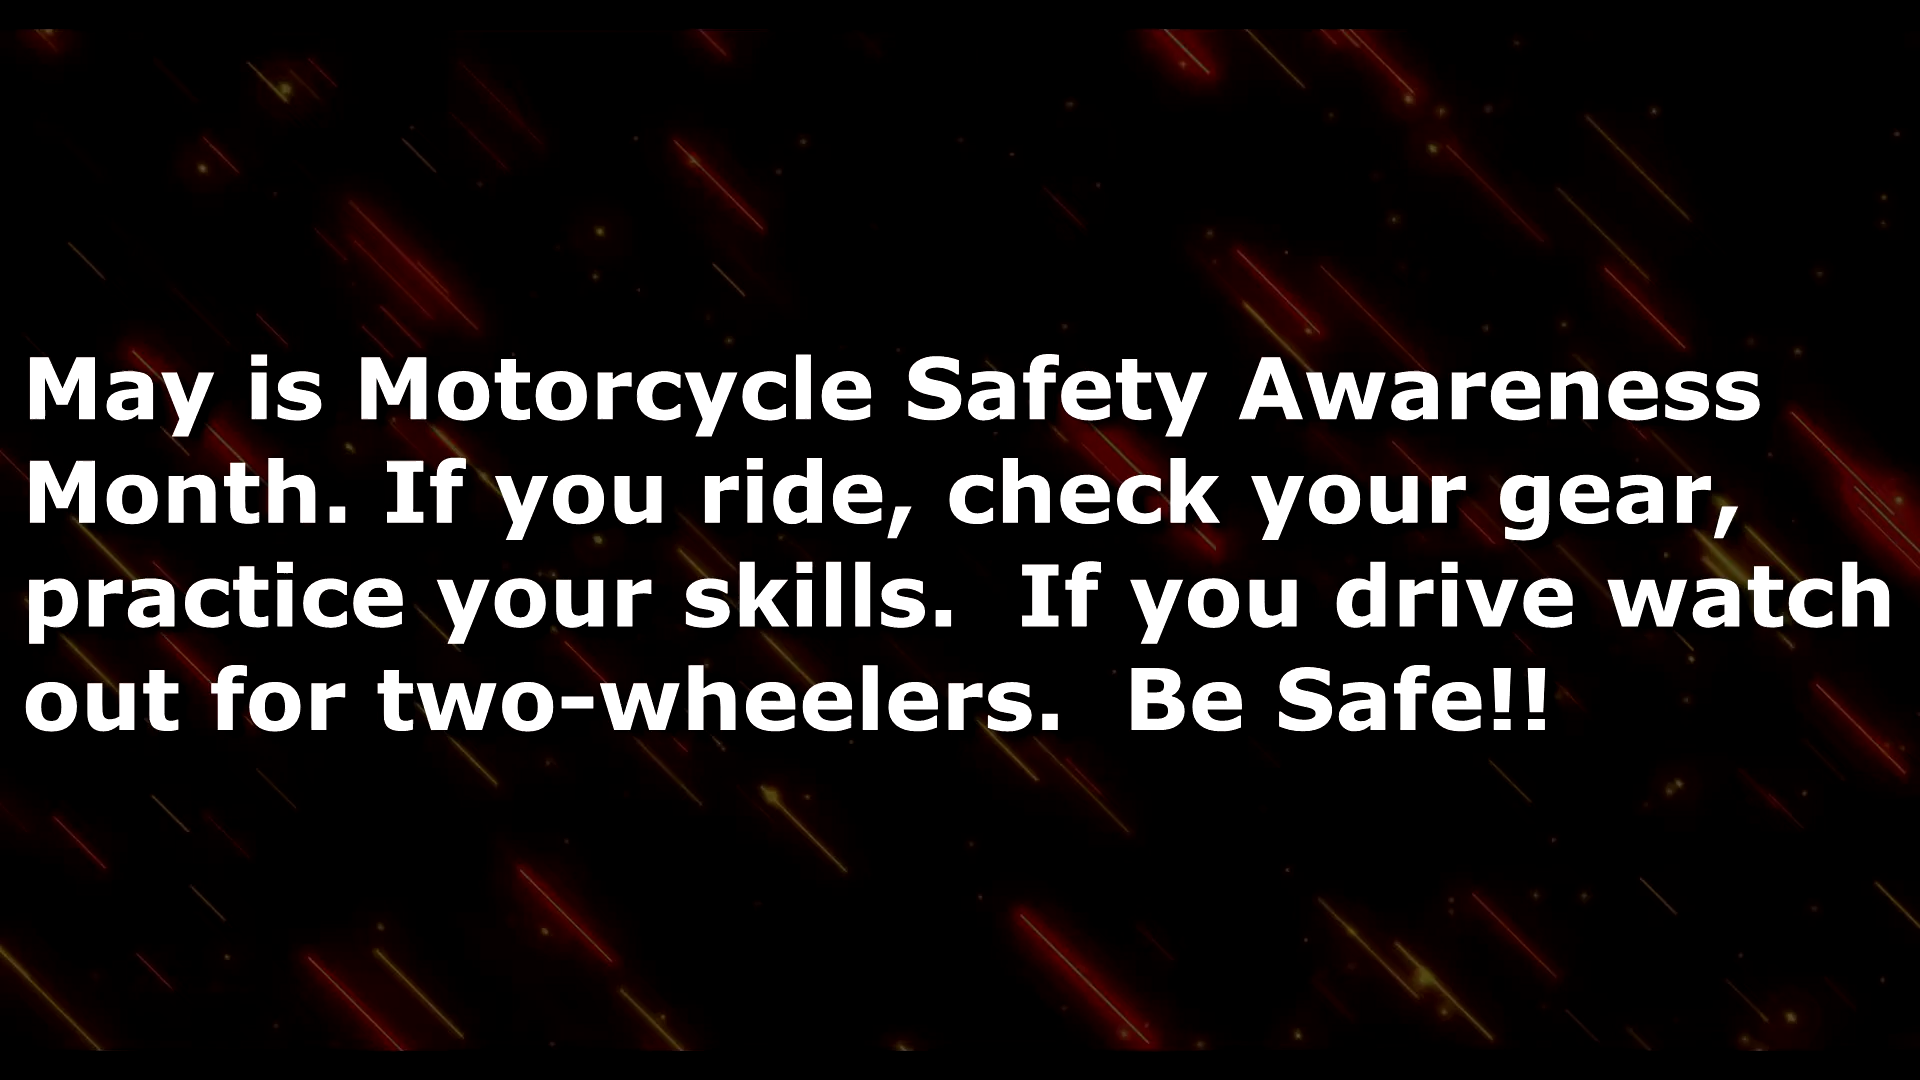 May is Motorcycle Safety Awareness
Month. If you ride, check your gear,
practice your skills.  If you drive watch
out for two-wheelers.  Be Safe!!